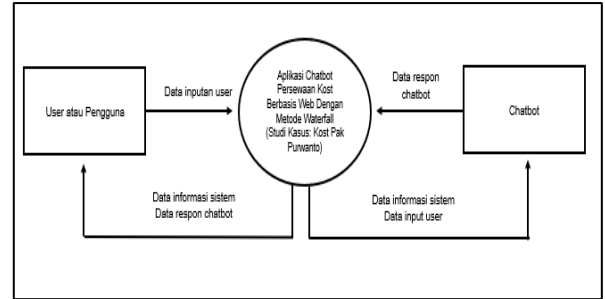 User atau Pengguna
Data inputan user
Aplikasi Chatbot
Persewaan Kost
Berbasis Web Dengan
Metode Waterfall
(Studi Kasus: Kost Pak
Purwanto)
Data respon
chatbot
Chatbot
Data informasi sistem
Data respon chatbot
Data informasi sistem
Data input user